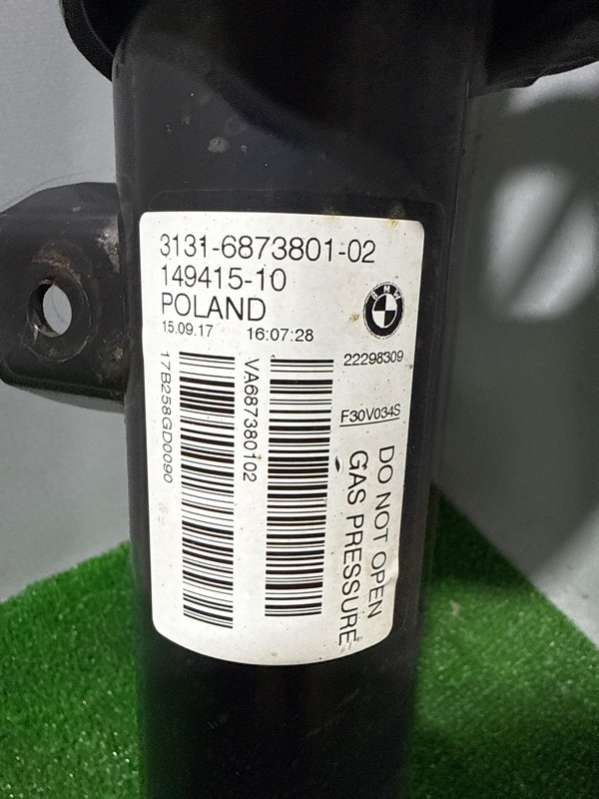 3131-6873801-02
149415-10
POLAND
15.09.17 16:07:28
BMW
22298309
F30V034S
17B258GD0090
VA687380102
DO NOT OPEN
GAS PRESSURE